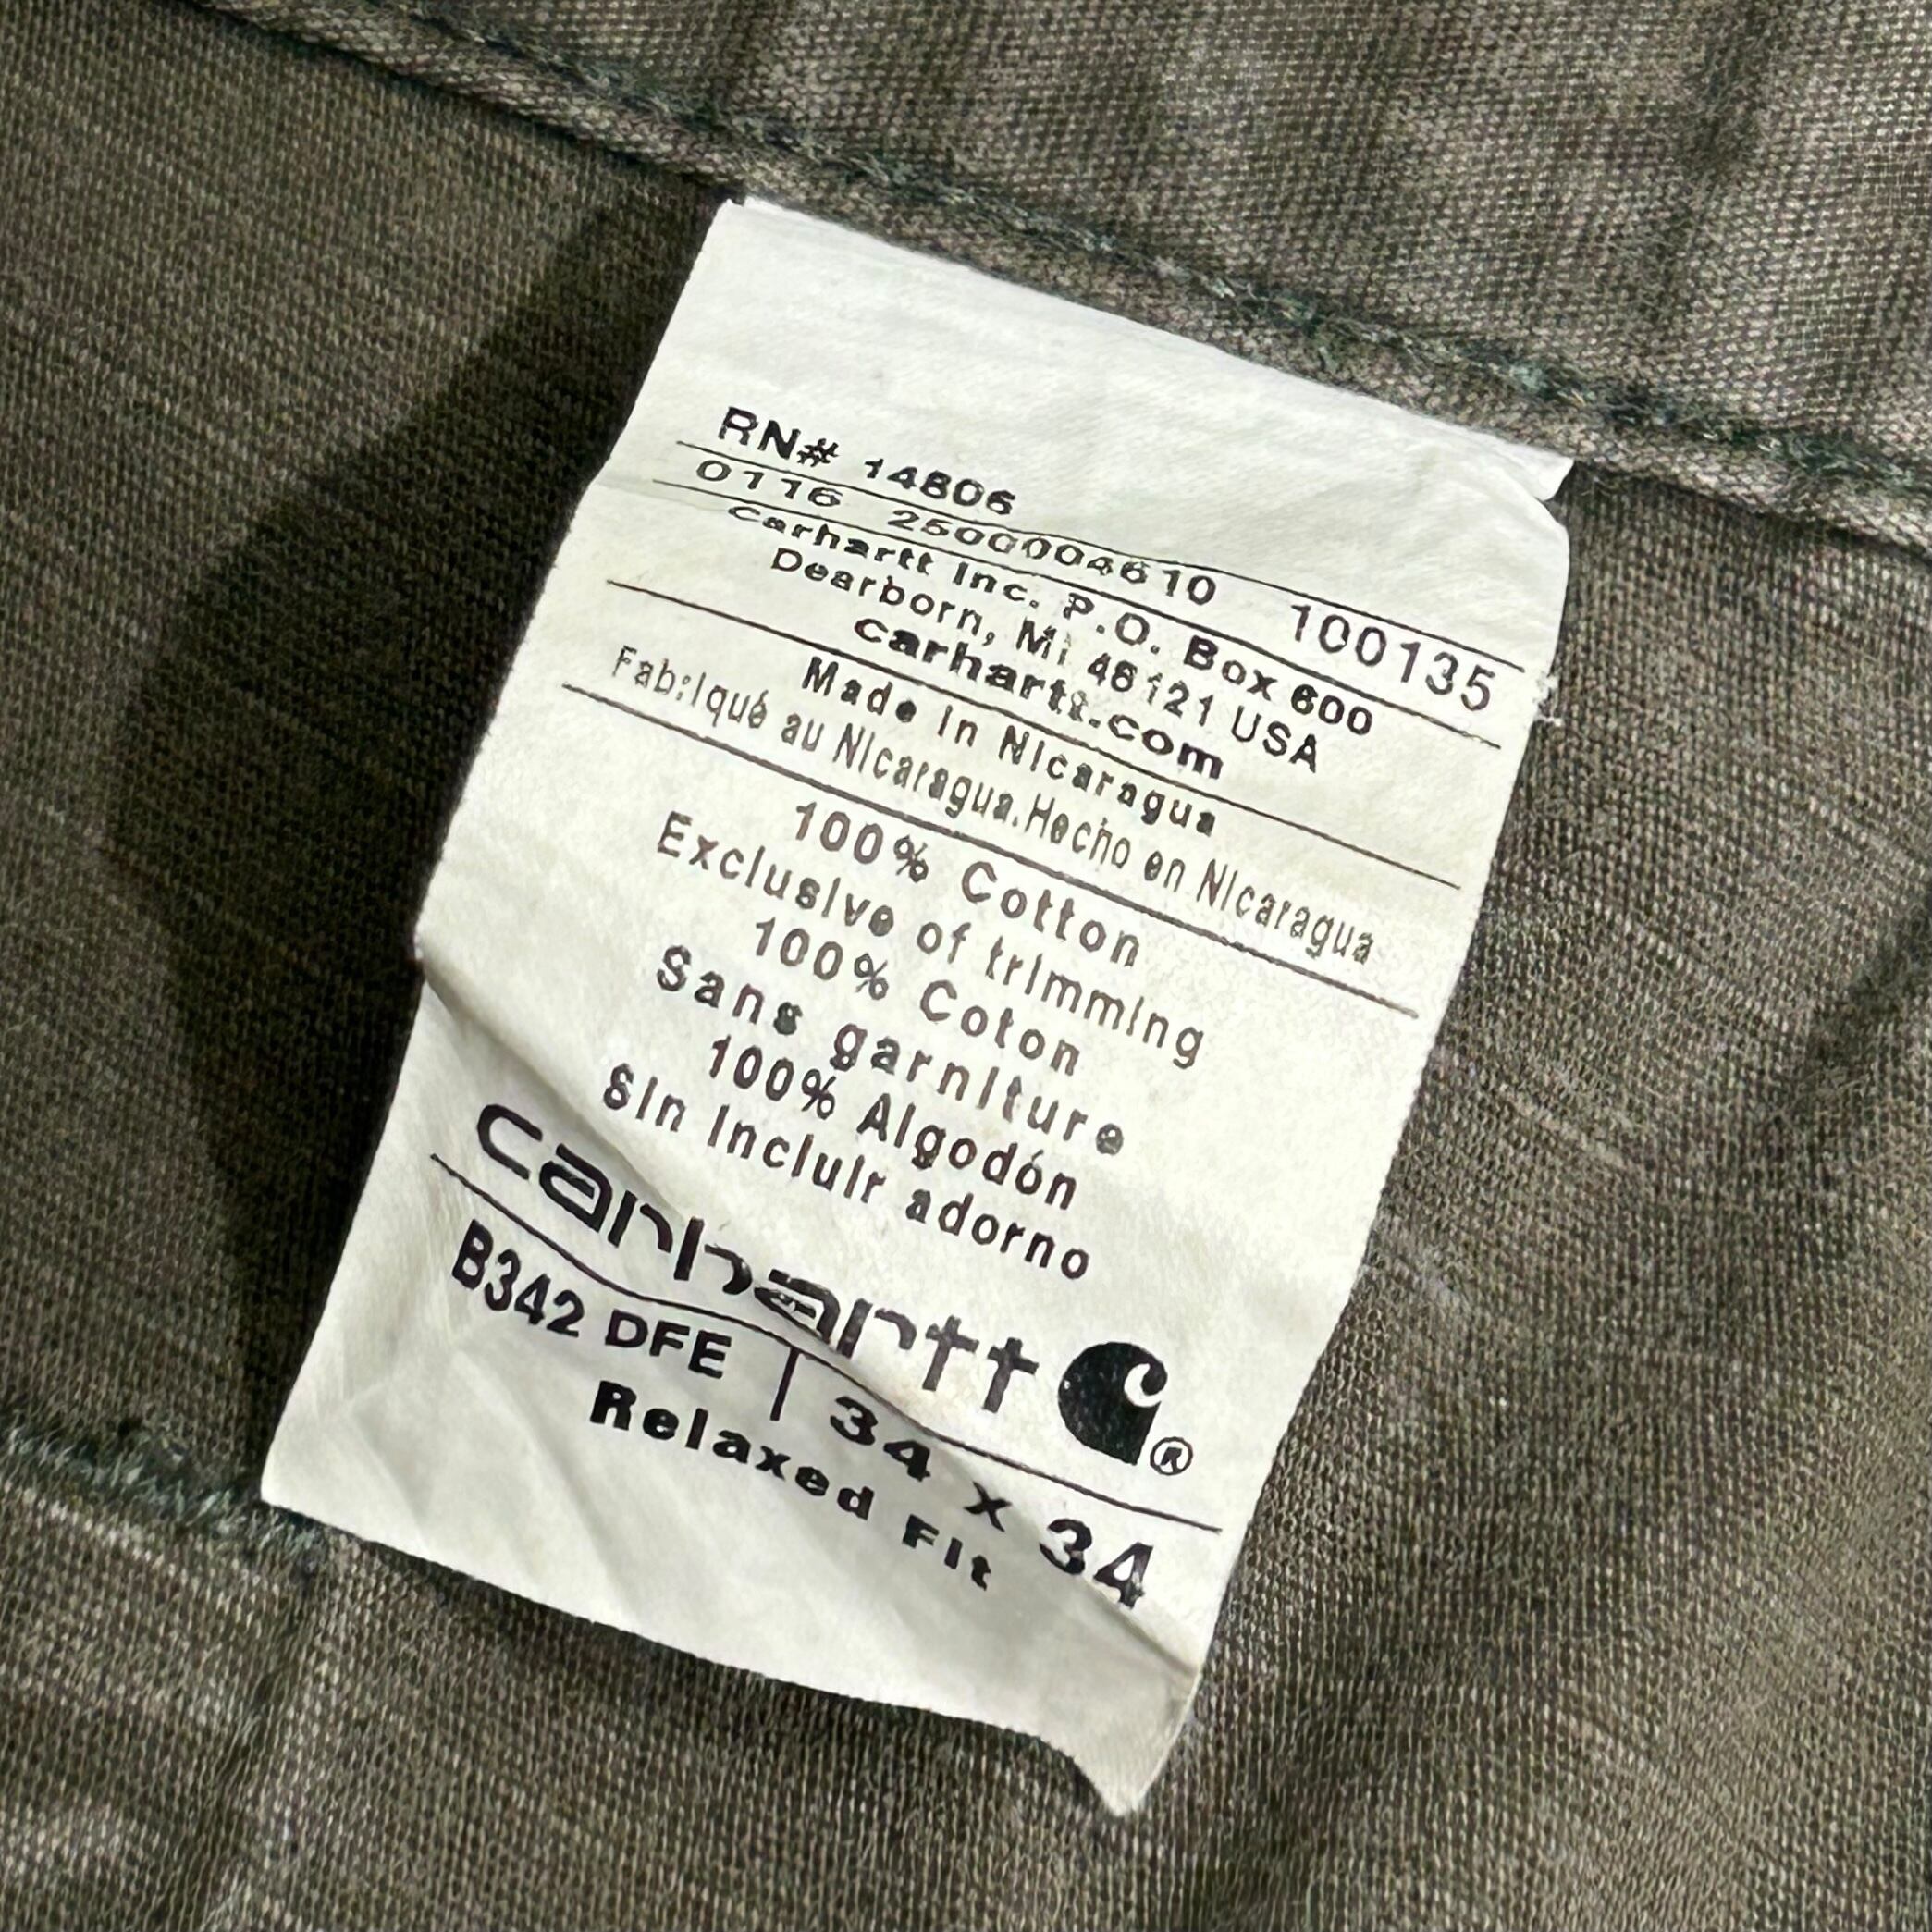 RN# 14806
0116 2500004610 100135
Carhartt Inc. P.O. Box 600
Dearborn, MI 48121 USA
carhartt.com
Made in Nicaragua
Fabriqué au Nicaragua.Hecho en Nicaragua
100% Cotton
Exclusive of trimming
100% Coton
Sans garniture
100% Algodón
Sin incluir adorno
carhartt ®
B342 DFE | 34 x 34
Relaxed Fit